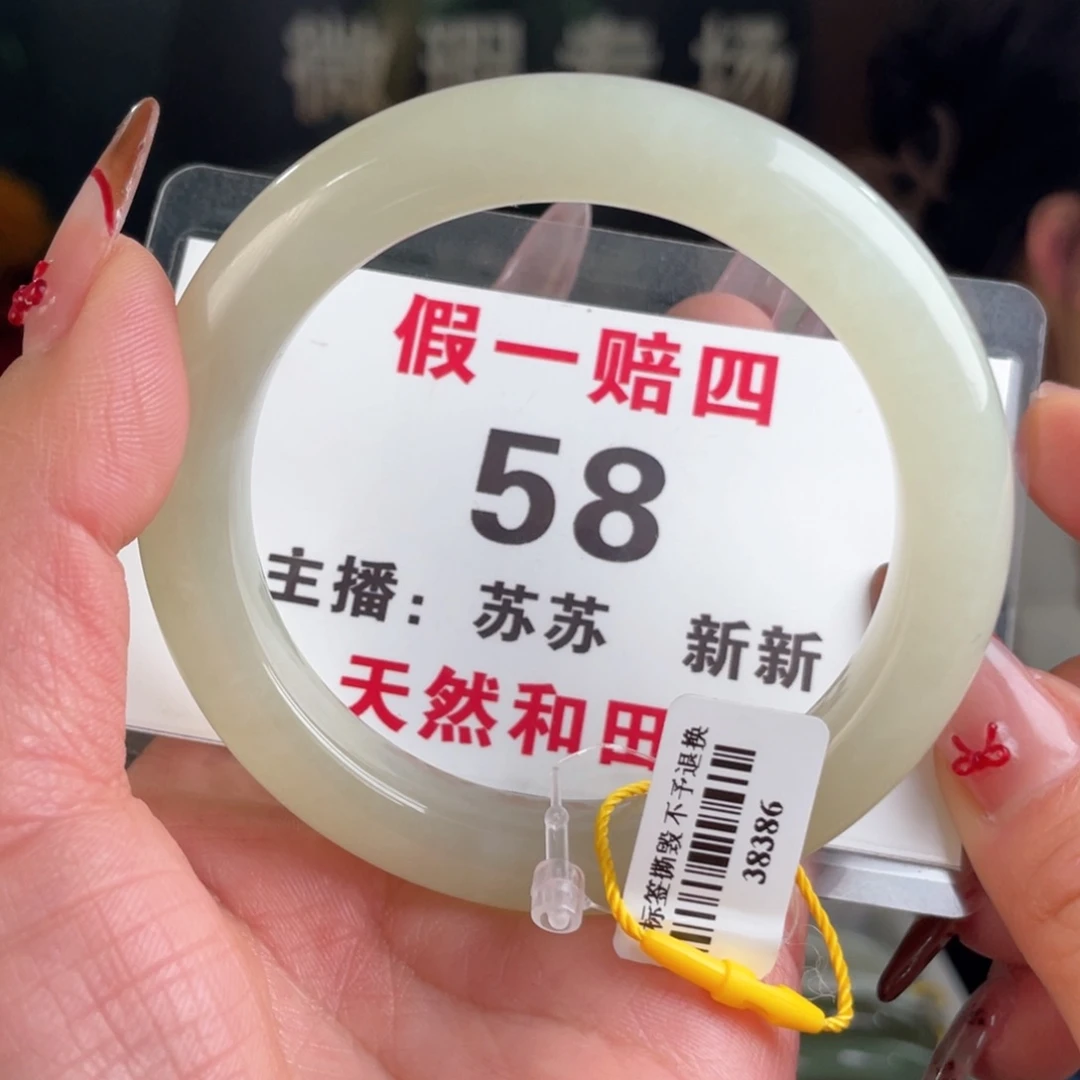 假一赔四
58
主播： 苏苏 新新
天然和田
标签撕毁 不予退换
38386